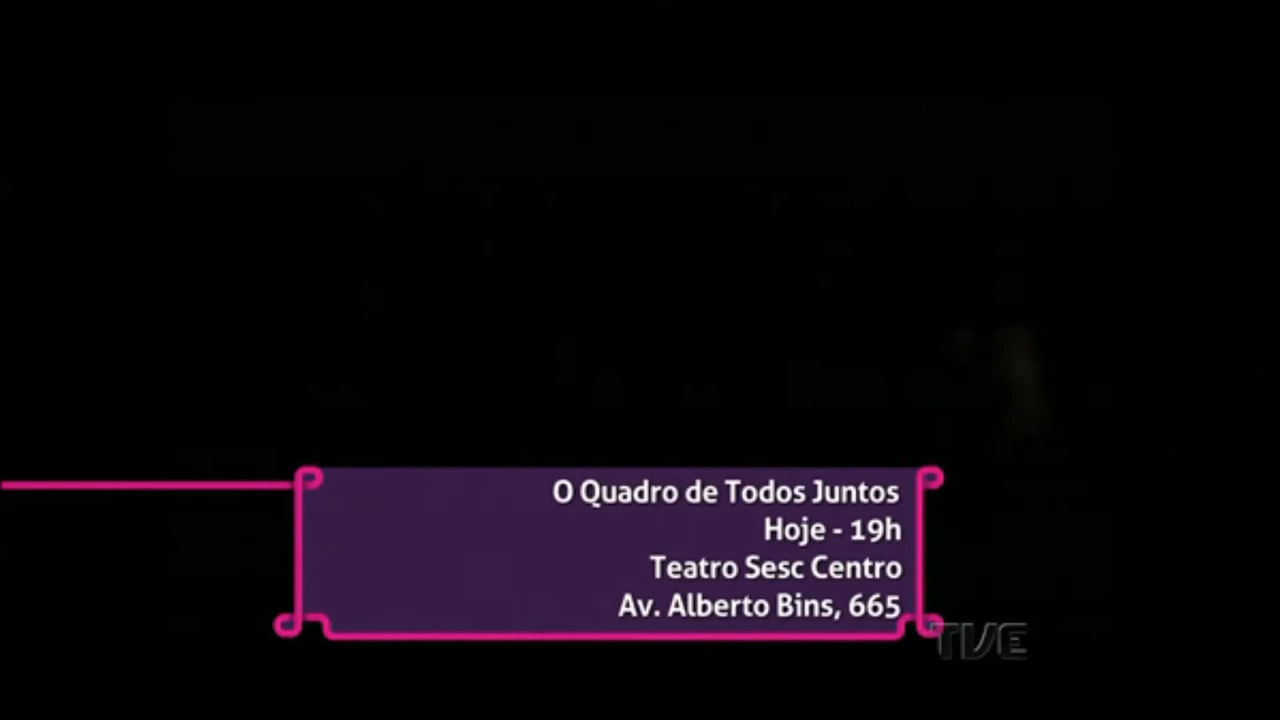 O Quadro de Todos Juntos
Hoje - 19h
Teatro Sesc Centro
Av. Alberto Bins, 665
TVE